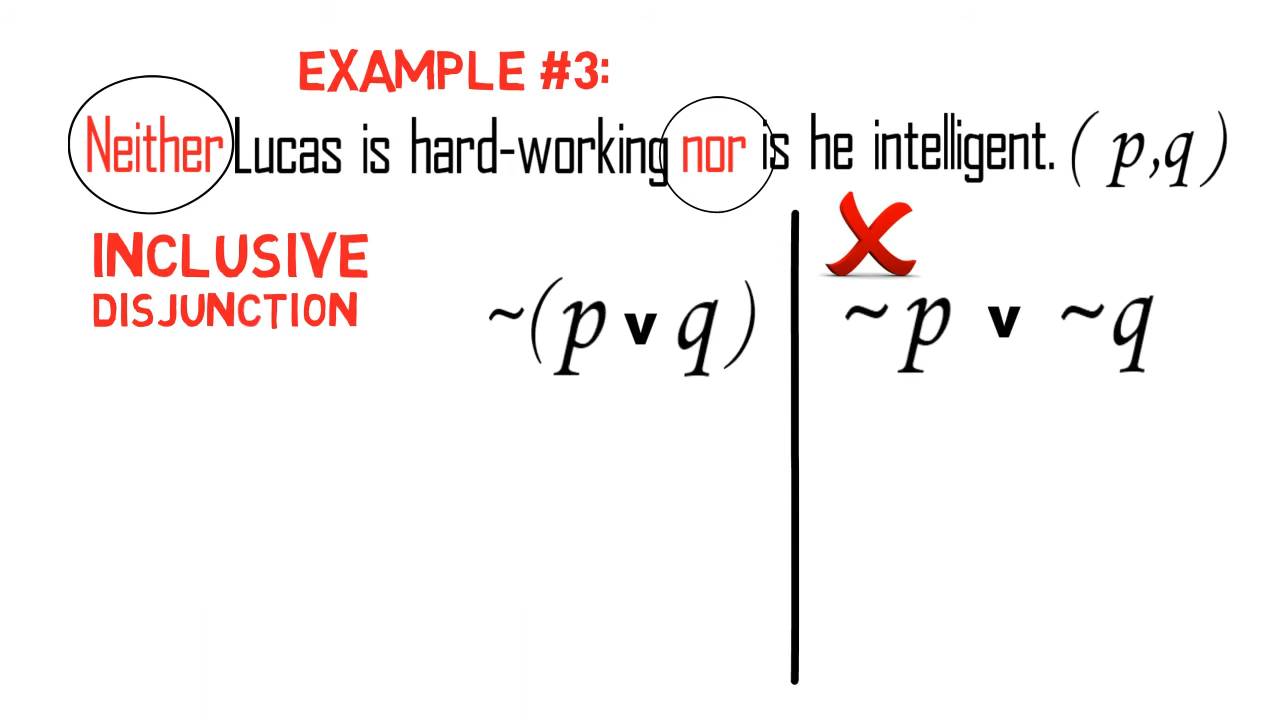 EXAMPLE #3:
Neither Lucas is hard-working nor is he intelligent. ( p,q )
INCLUSIVE
DISJUNCTION
~( p v q )
~ p v ~ q